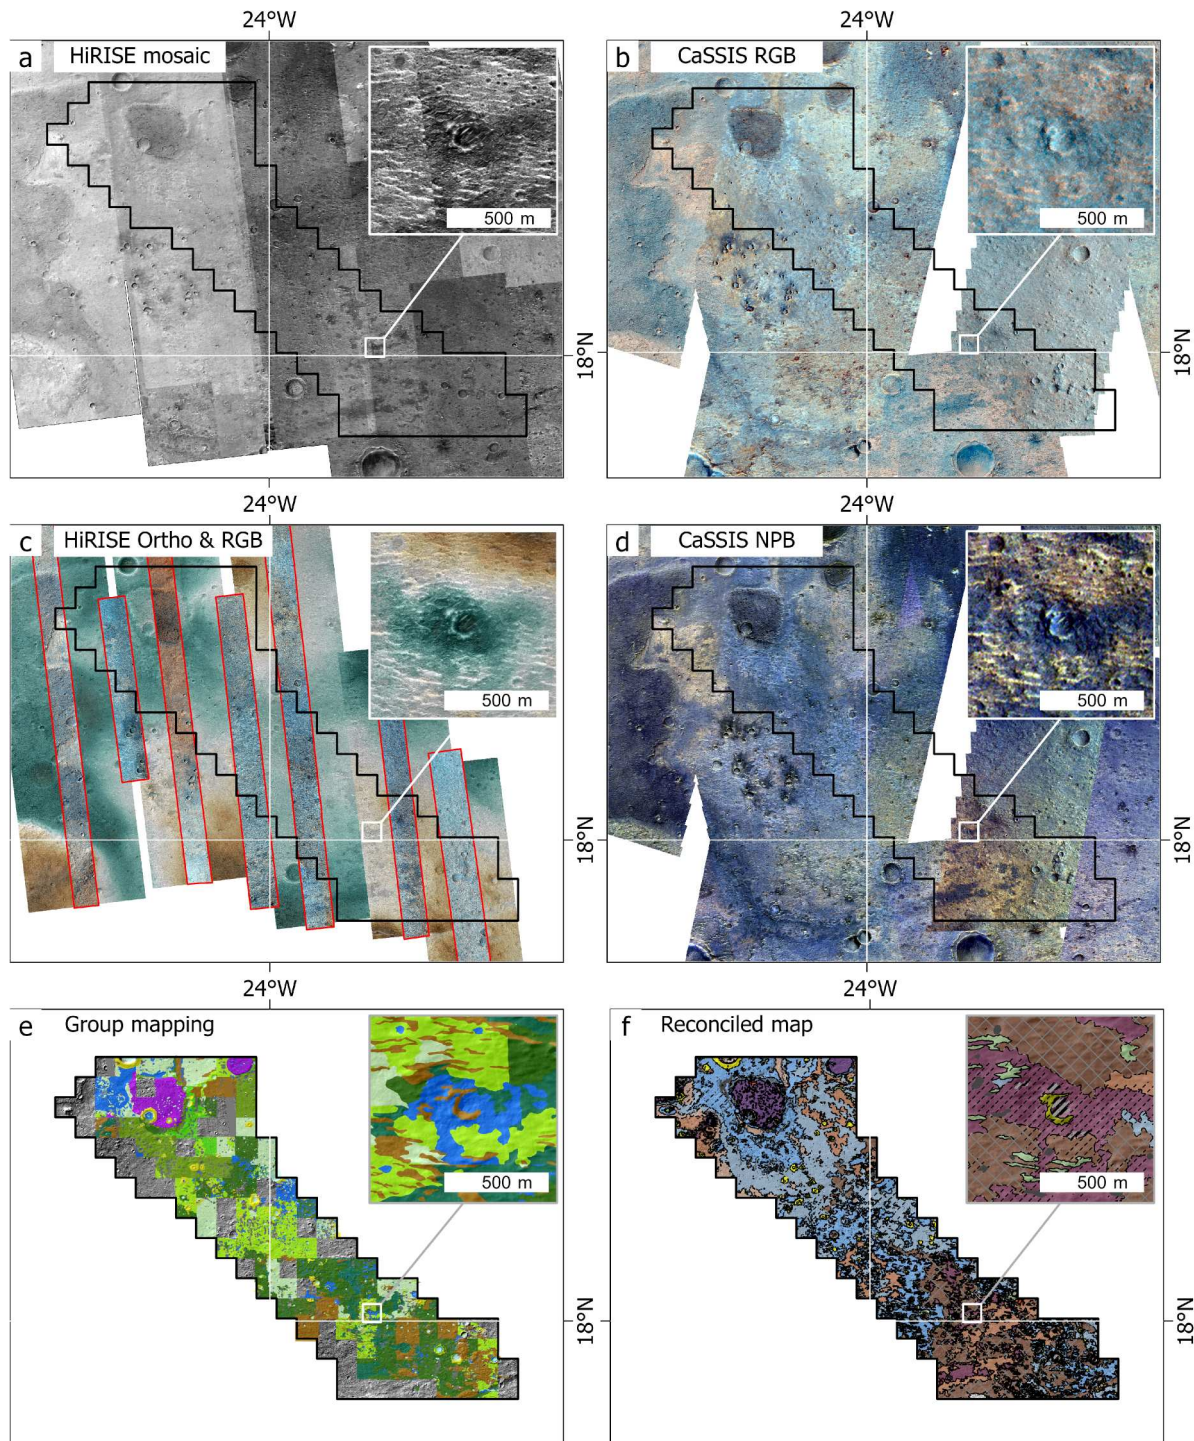 24°W
24°W
a HiRISE mosaic
500 m
b CaSSIS RGB
500 m
18°N
18°N
24°W
24°W
c HiRISE Ortho & RGB
500 m
d CaSSIS NPB
500 m
18°N
18°N
24°W
24°W
e Group mapping
500 m
f Reconciled map
500 m
18°N
18°N